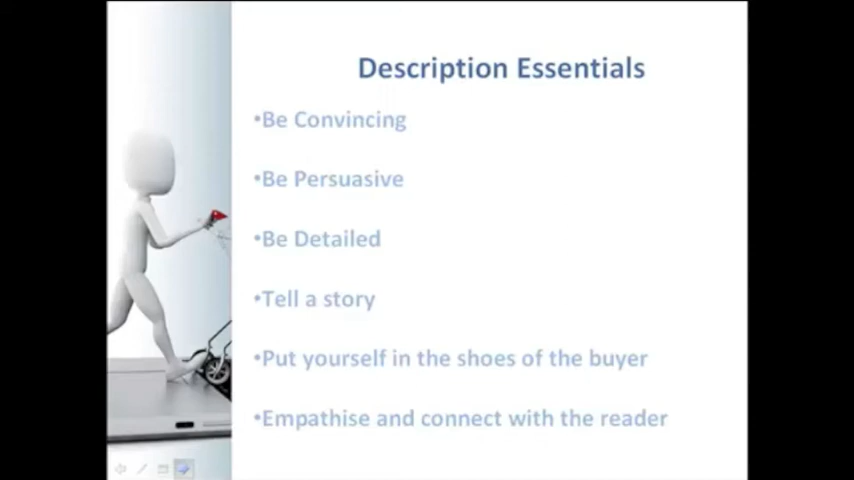 Description Essentials
•Be Convincing
•Be Persuasive
•Be Detailed
•Tell a story
•Put yourself in the shoes of the buyer
•Empathise and connect with the reader